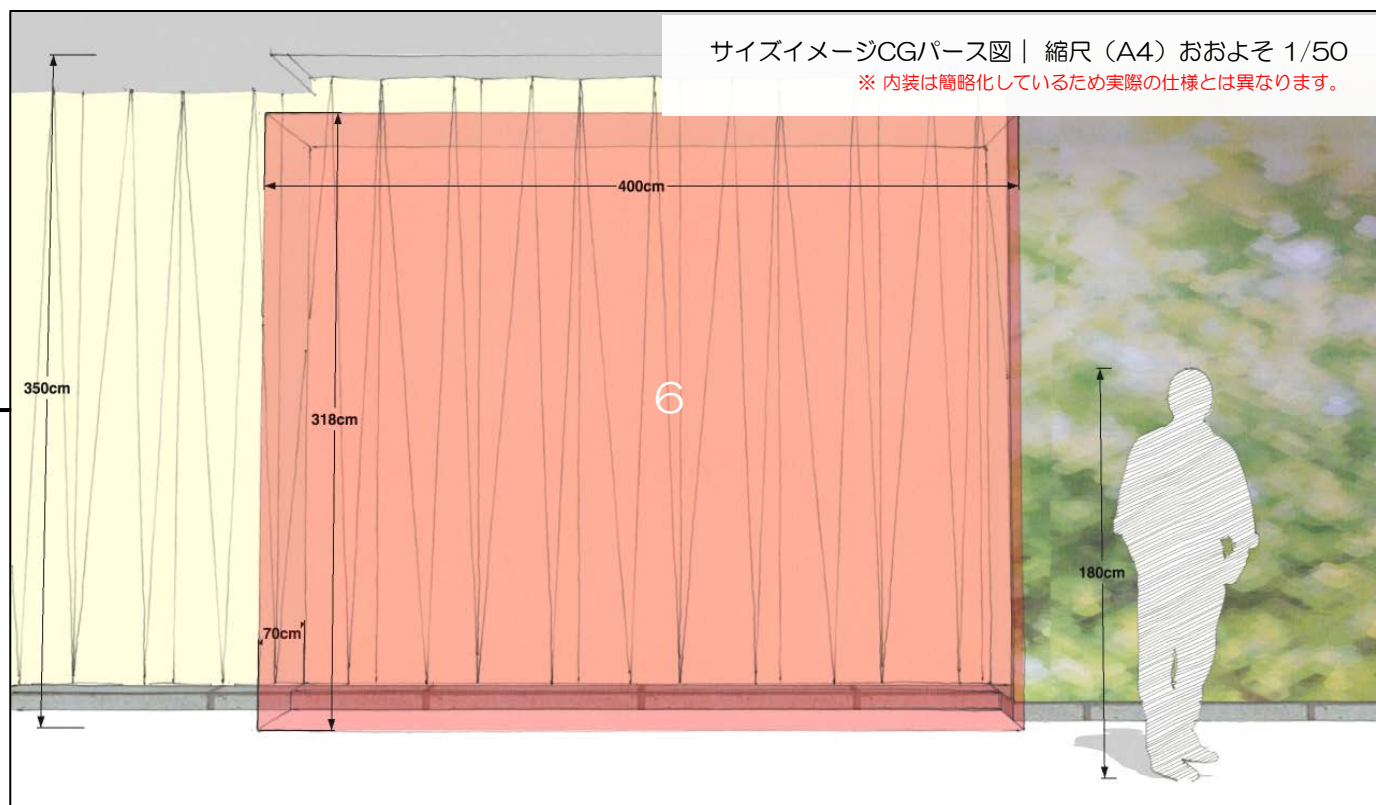 サイズイメージCGパース図｜ 縮尺（A4）おおよそ 1/50
※ 内装は簡略化しているため実際の仕様とは異なります。
400cm
350cm
318cm
6
180cm
70cm